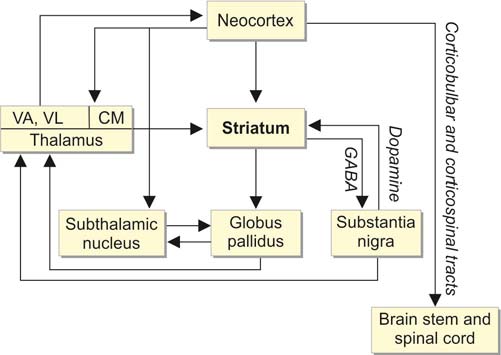 Neocortex
VA, VL
CM
Thalamus
Striatum
Dopamine
GABA
Corticobulbar and corticospinal tracts
Subthalamic
nucleus
Globus
pallidus
Substantia
nigra
Brain stem and
spinal cord